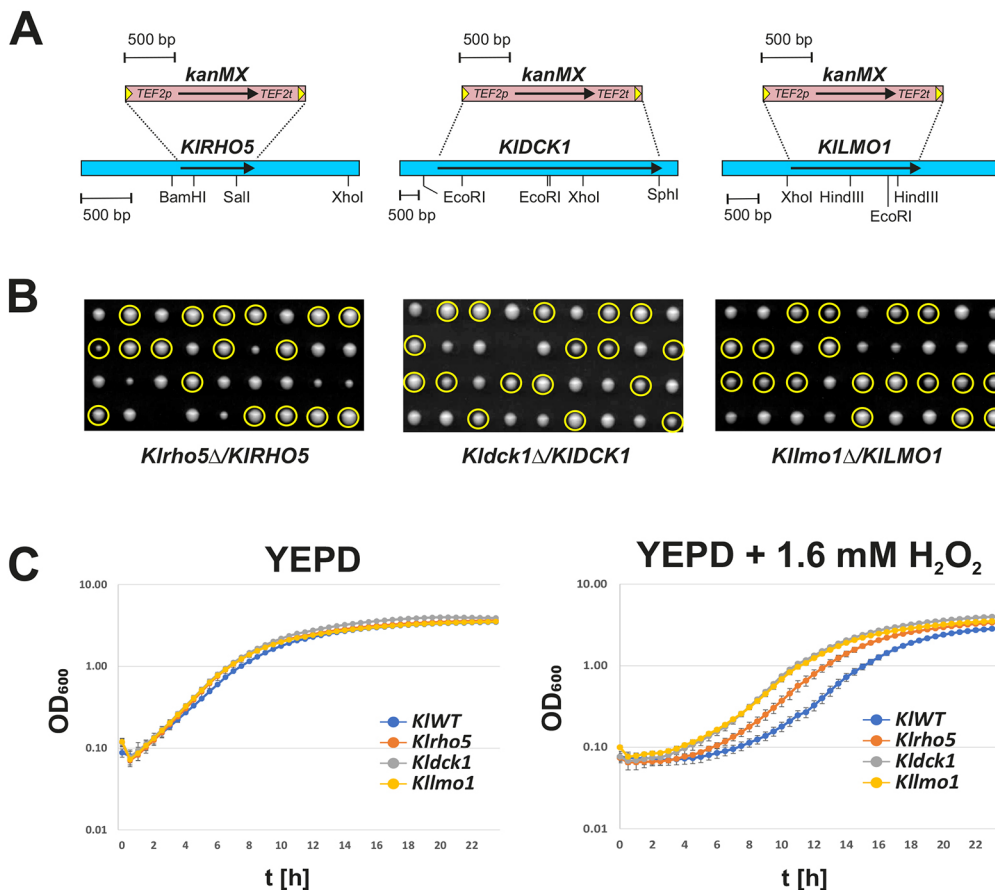 A
500 bp 500 bp 500 bp
kanMX kanMX kanMX
TEF2p TEF2t TEF2p TEF2t TEF2p TEF2t
KlRHO5 KlDCK1 KlLMO1
BamHI SalI XhoI EcoRI EcoRI XhoI SphI XhoI HindIII HindIII
EcoRI
500 bp 500 bp 500 bp
B
Klrho5Δ/KlRHO5 Kldck1Δ/KlDCK1 Kllmo1Δ/KlLMO1
C
YEPD
10.00
1.00
0.10
0.01
OD600
0 2 4 6 8 10 12 14 16 18 20 22
t [h]
KlWT
Klrho5
Kldck1
Kllmo1
YEPD + 1.6 mM H2O2
10.00
1.00
0.10
0.01
OD600
0 2 4 6 8 10 12 14 16 18 20 22
t [h]
KlWT
Klrho5
Kldck1
Kllmo1